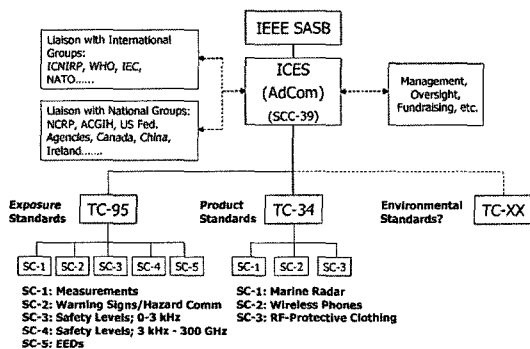 IEEE SASB
Liaison with International
Groups:
ICNIRP, WHO, IEC,
NATO......
ICES
(AdCom)
(SCC-39)
Management,
Oversight,
Fundraising, etc.
Liaison with National Groups:
NCRP, ACGIH, US Fed.
Agencies, Canada, China,
Ireland.......
Exposure
Standards
TC-95
Product
Standards
TC-34
Environmental
Standards?
TC-XX
SC-1
SC-2
SC-3
SC-4
SC-5
SC-1
SC-2
SC-3
SC-1: Measurements
SC-2: Warning Signs/Hazard Comm
SC-3: Safety Levels; 0-3 kHz
SC-4: Safety Levels; 3 kHz - 300 GHz
SC-5: EEDs
SC-1: Marine Radar
SC-2: Wireless Phones
SC-3: RF-Protective Clothing